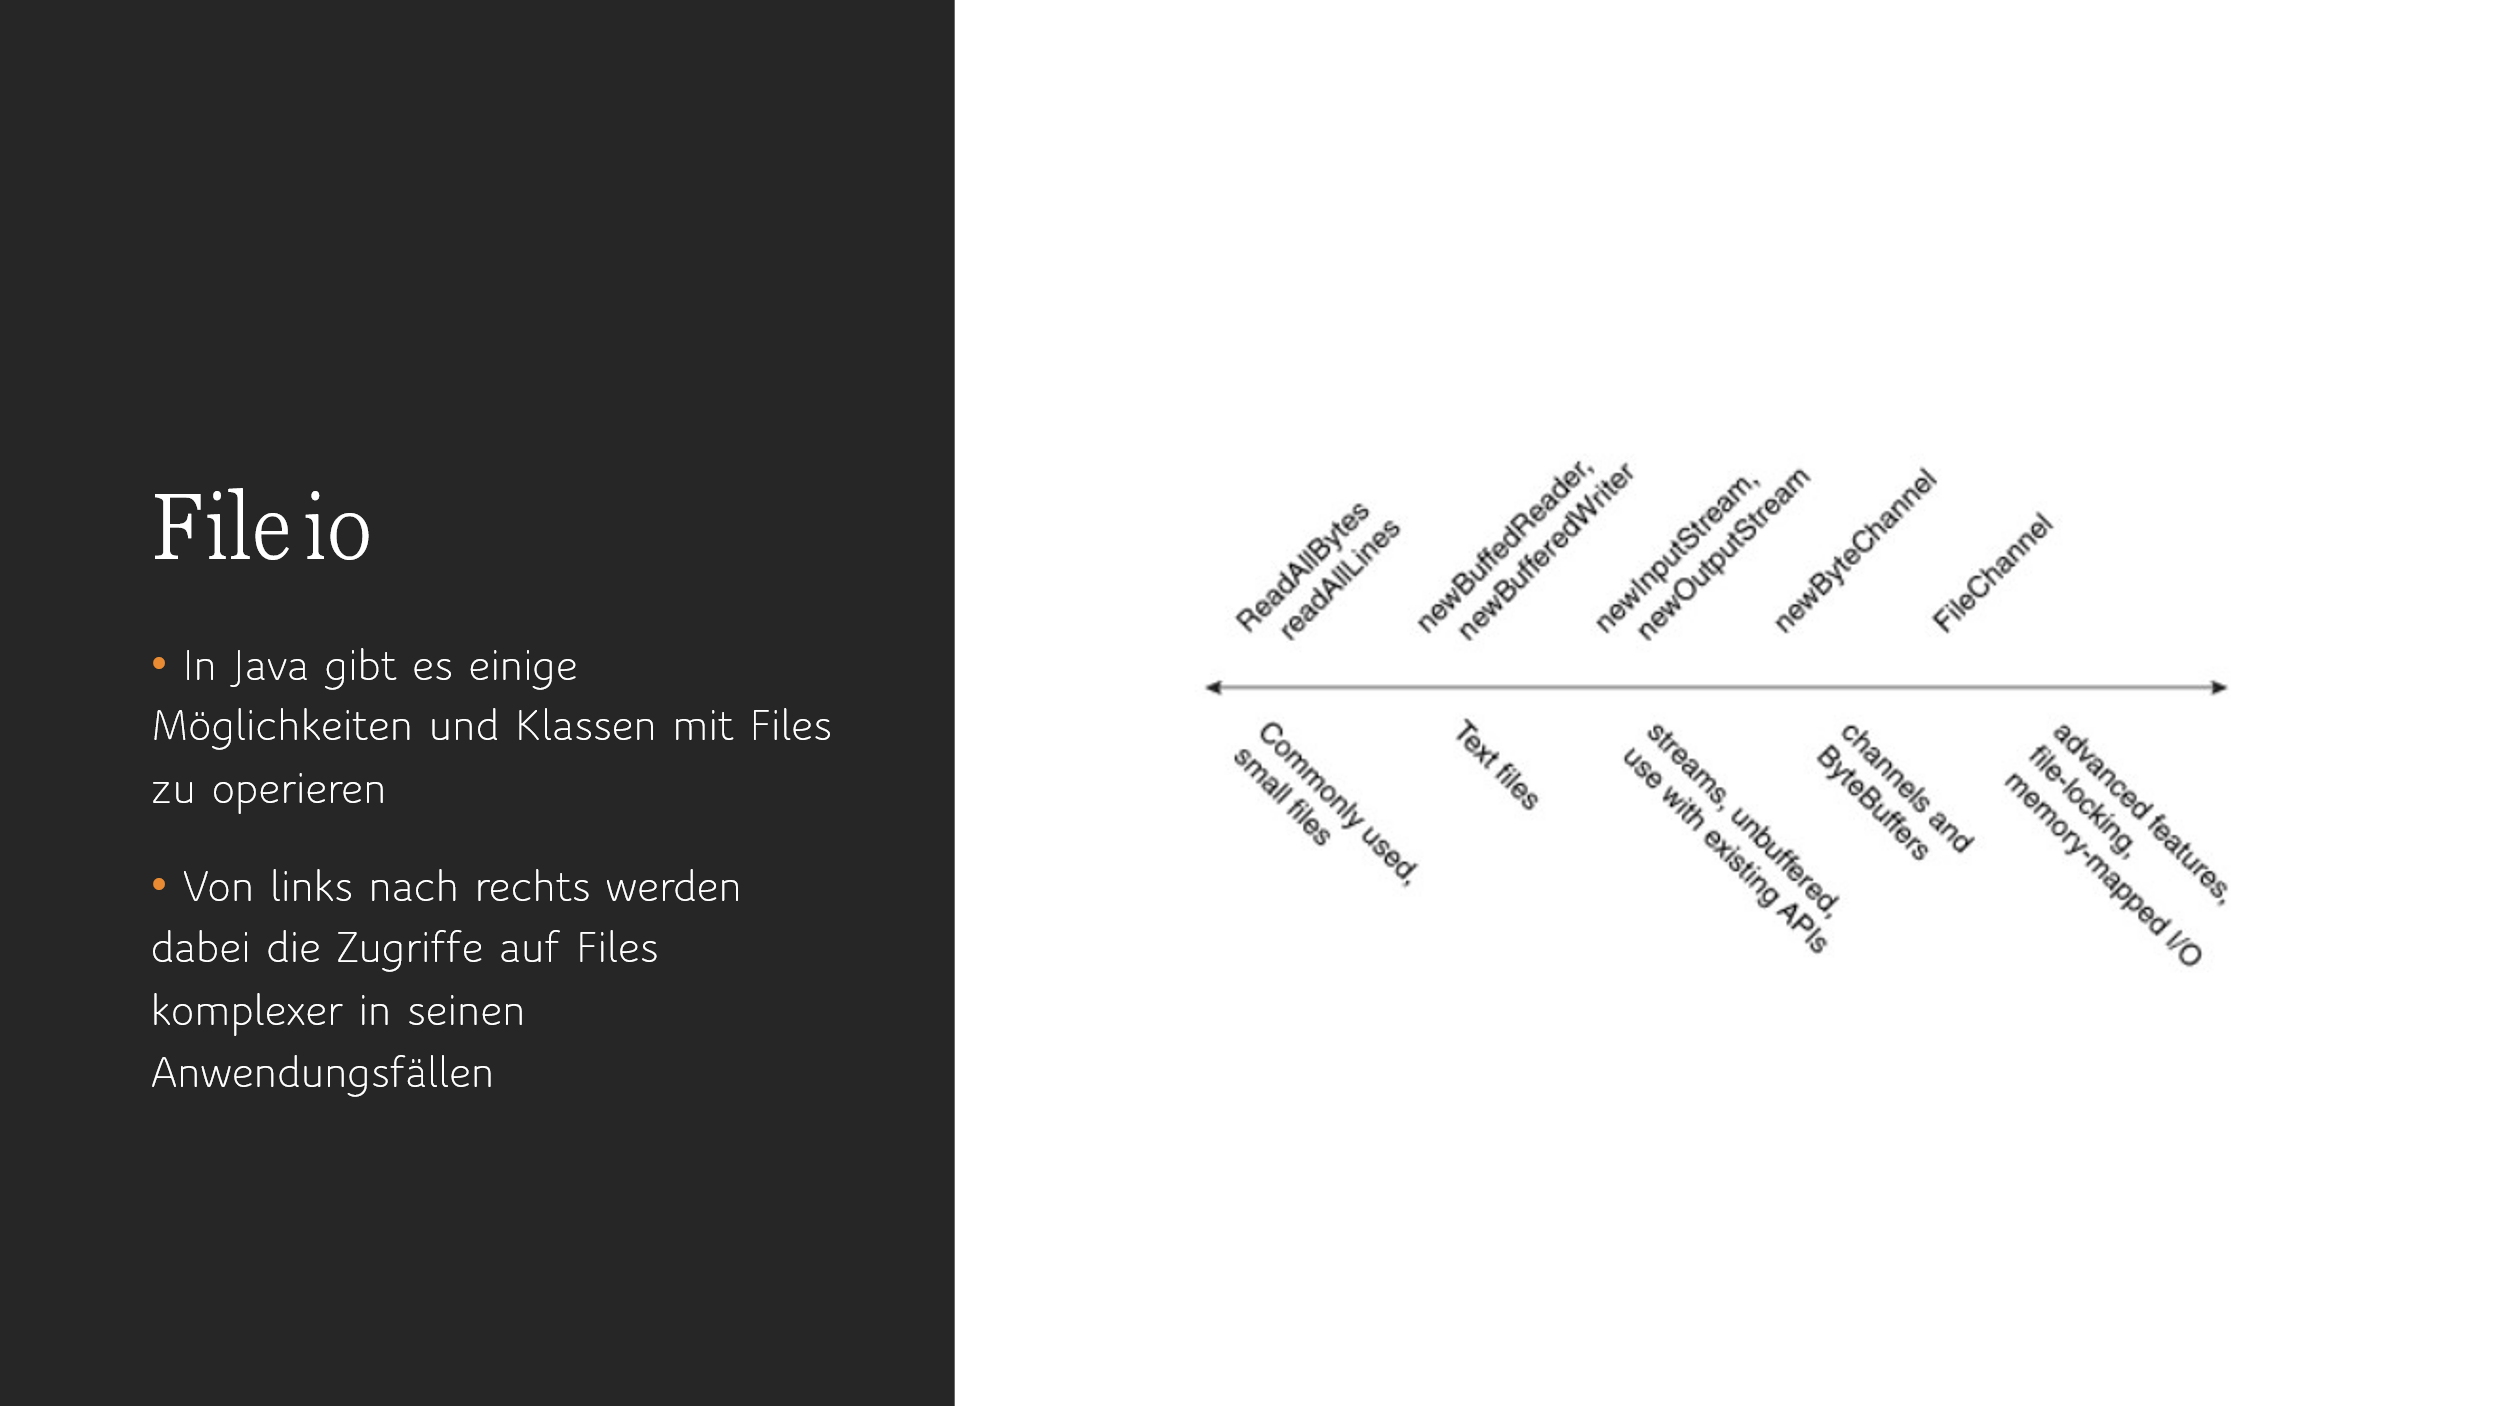 File io
• In Java gibt es einige
Möglichkeiten und Klassen mit Files
zu operieren
• Von links nach rechts werden
dabei die Zugriffe auf Files
komplexer in seinen
Anwendungsfällen
ReadAllBytes
readAllLines
newBuffedReader,
newBufferedWriter
newInputStream,
newOutputStream
newByteChannel
FileChannel
Commonly used,
small files
Text files
streams, unbuffered,
use with existing APIs
channels and
ByteBuffers
advanced features,
file-locking,
memory-mapped I/O